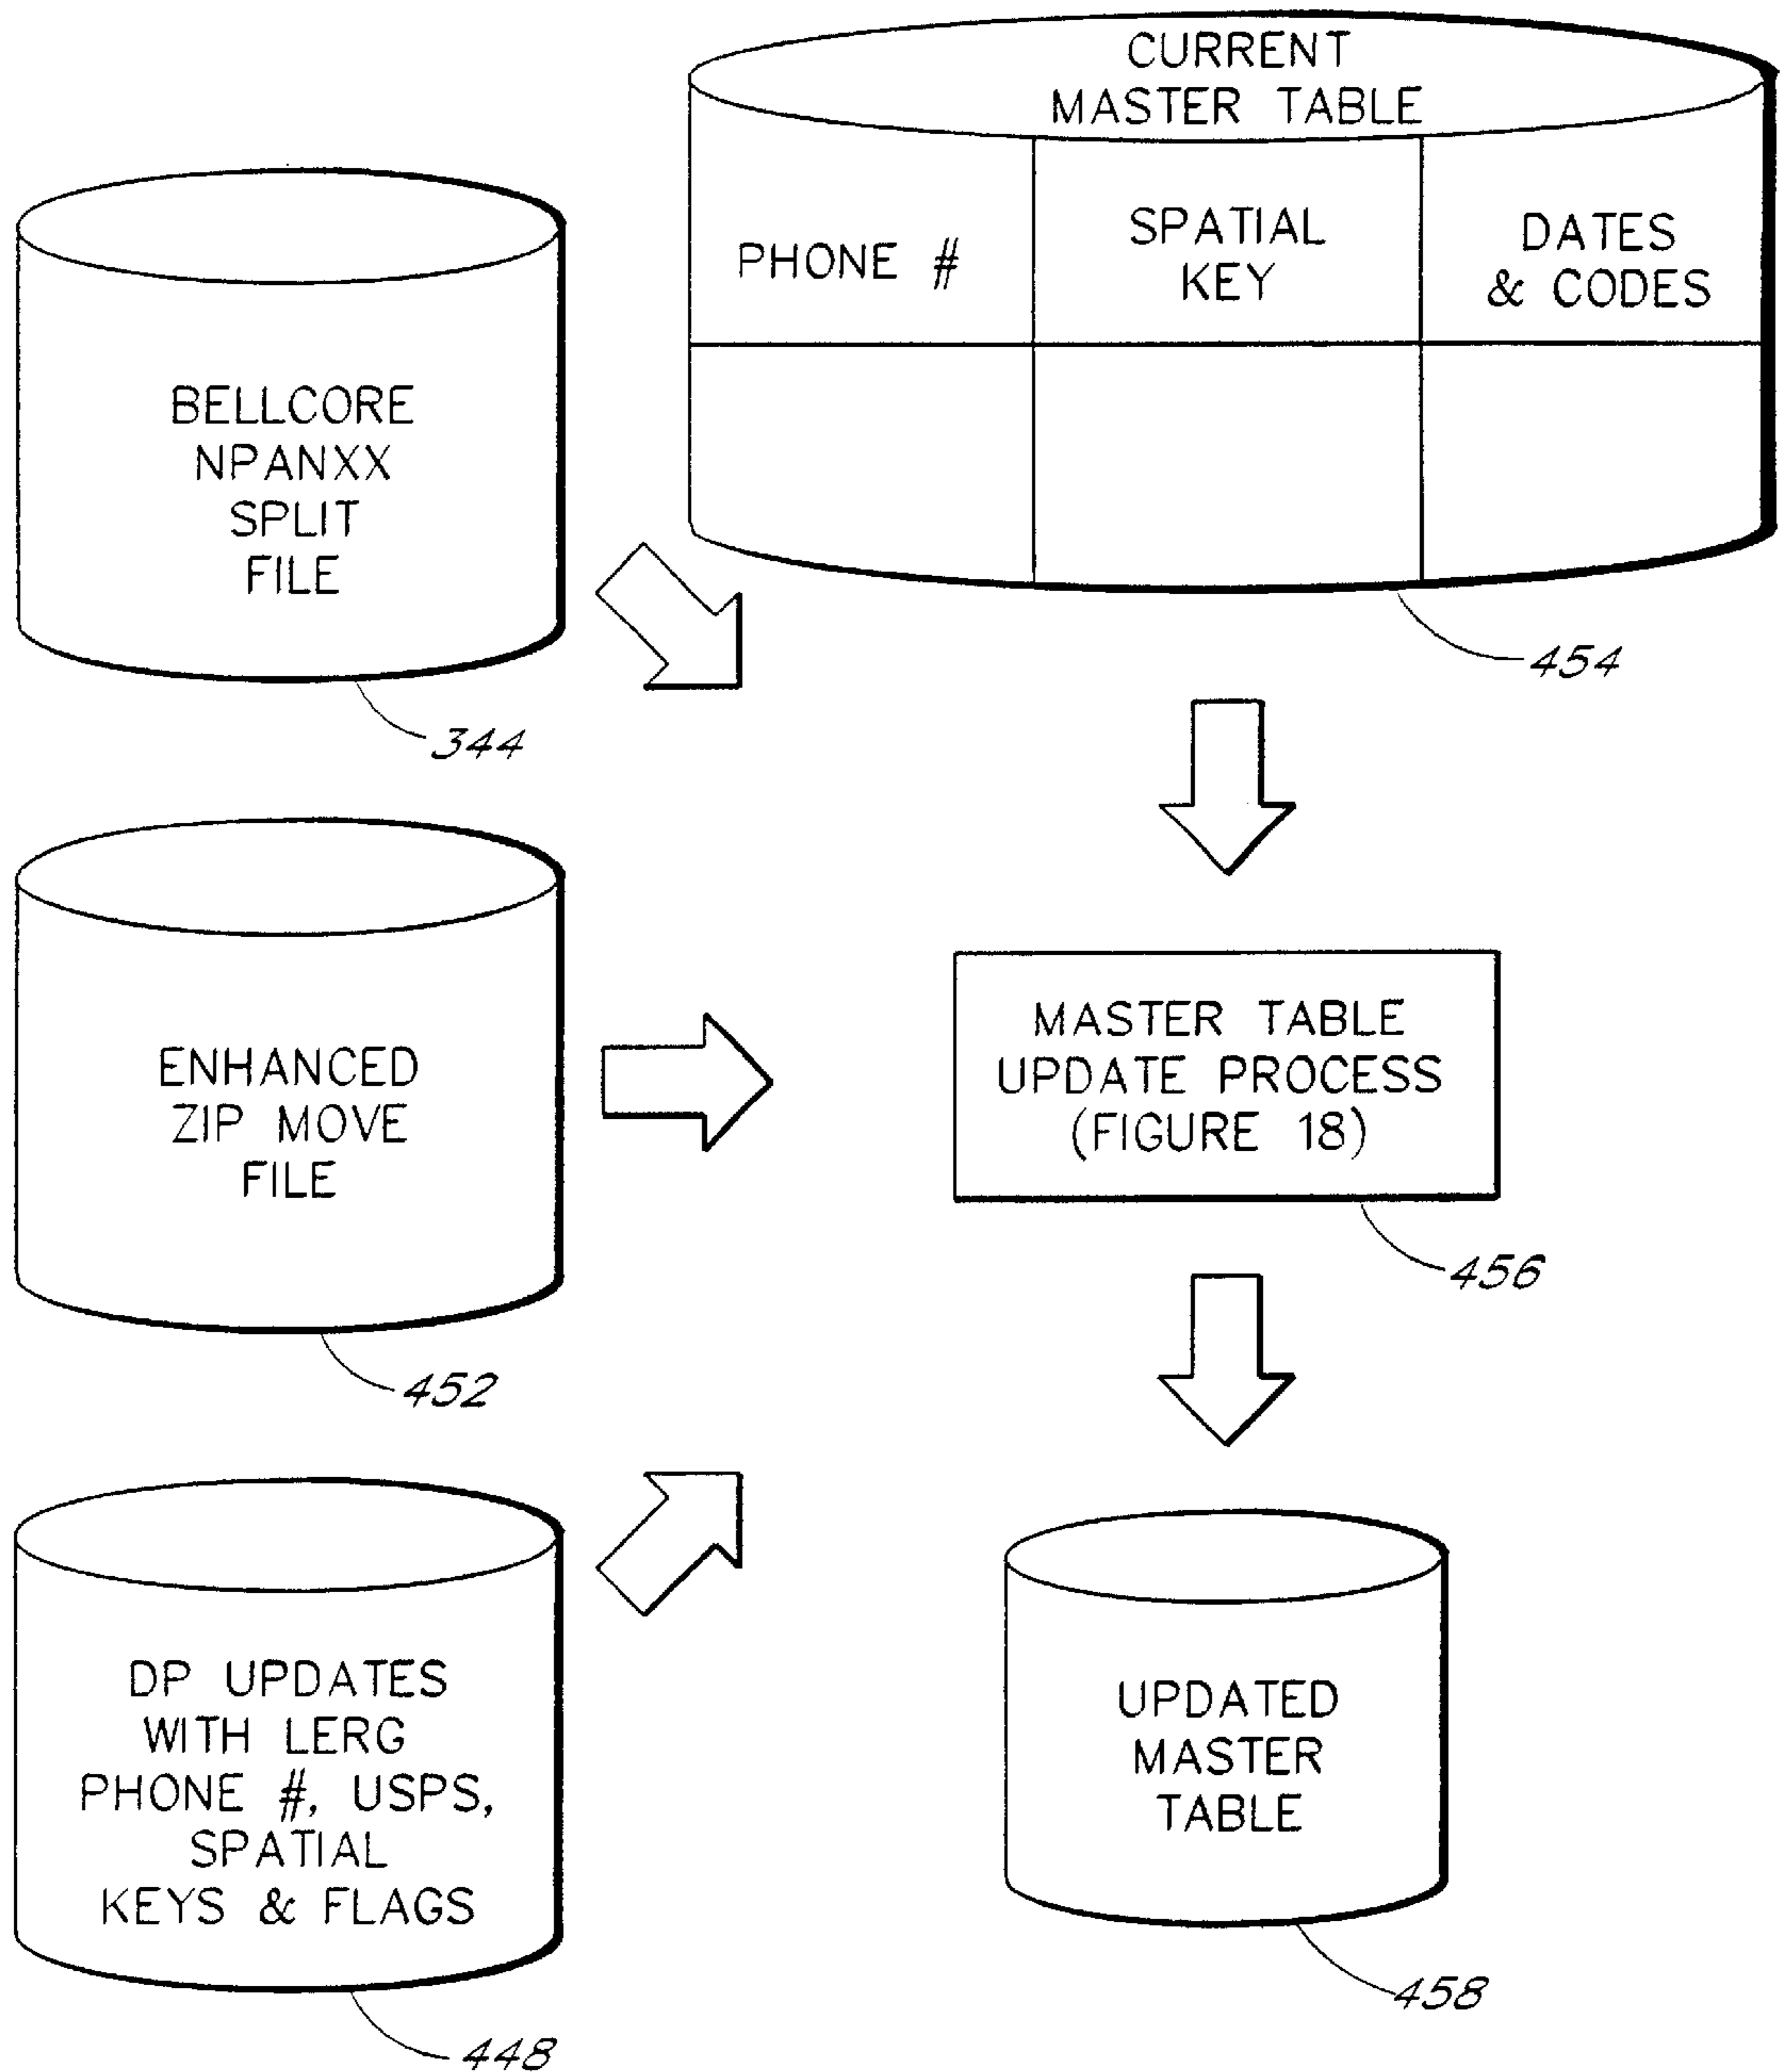 CURRENT
MASTER TABLE
PHONE #
SPATIAL
KEY
DATES
& CODES
454
BELLCORE
NPANXX
SPLIT
FILE
344
ENHANCED
ZIP MOVE
FILE
452
MASTER TABLE
UPDATE PROCESS
(FIGURE 18)
456
DP UPDATES
WITH LERG
PHONE #, USPS,
SPATIAL
KEYS & FLAGS
448
UPDATED
MASTER
TABLE
458